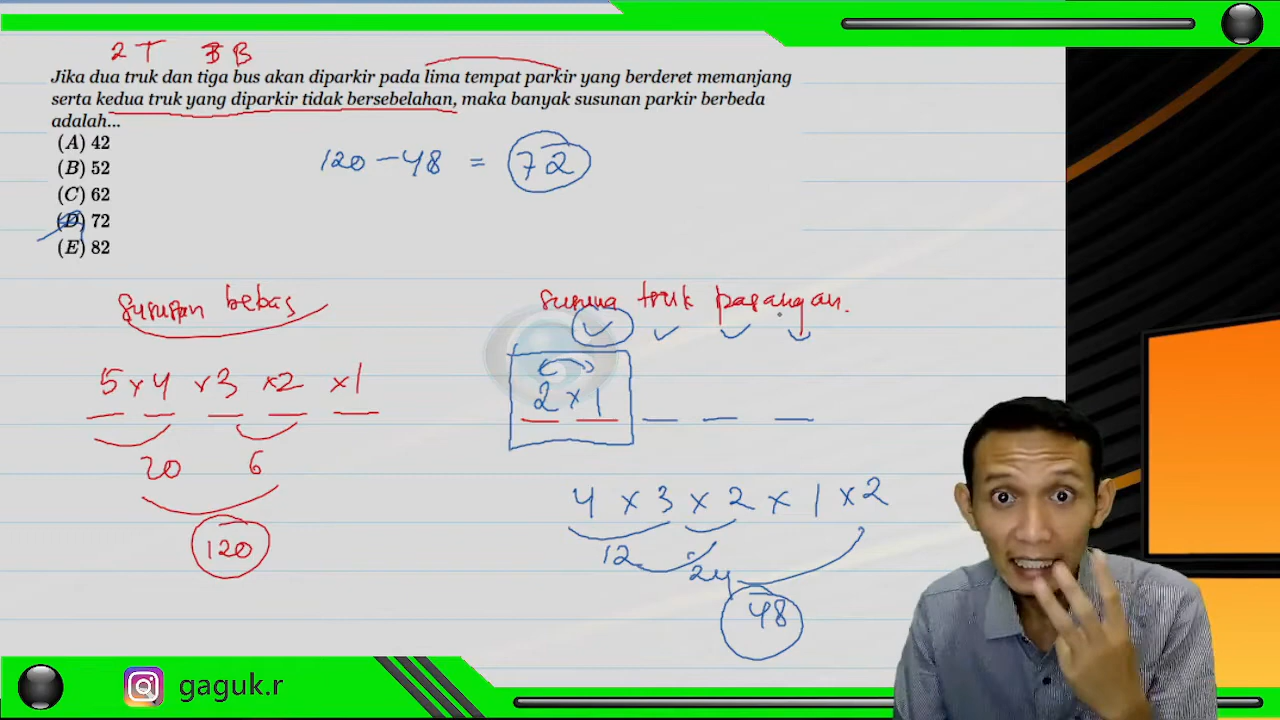 2 T 3 B
Jika dua truk dan tiga bus akan diparkir pada lima tempat parkir yang berderet memanjang
serta kedua truk yang diparkir tidak bersebelahan, maka banyak susunan parkir berbeda
adalah...
(A) 42
(B) 52
(C) 62
(D) 72
(E) 82
120 - 48 = 72
Susunan bebas
5 x 4 x 3 x 2 x 1
20 6
120
susuna truk pasangan.
2 x 1
4 x 3 x 2 x 1 x 2
12
24
48
gaguk.r